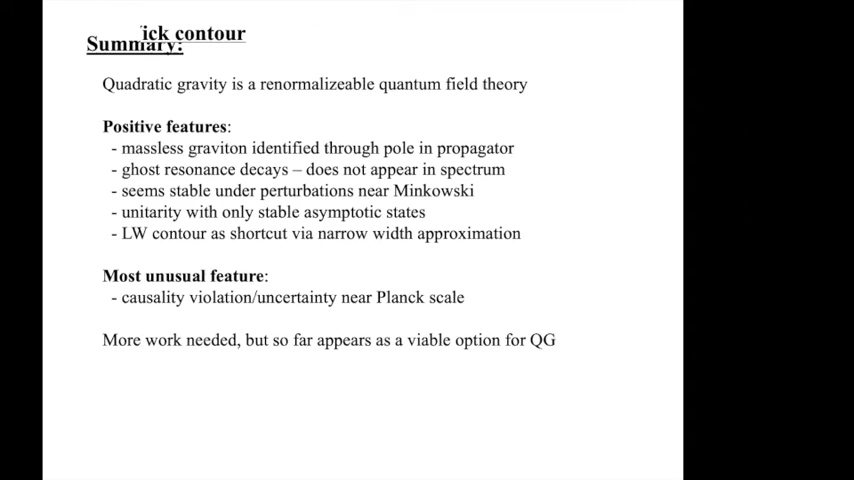 ick contour
Summary:
Quadratic gravity is a renormalizeable quantum field theory
Positive features:
- massless graviton identified through pole in propagator
- ghost resonance decays – does not appear in spectrum
- seems stable under perturbations near Minkowski
- unitarity with only stable asymptotic states
- LW contour as shortcut via narrow width approximation
Most unusual feature:
- causality violation/uncertainty near Planck scale
More work needed, but so far appears as a viable option for QG